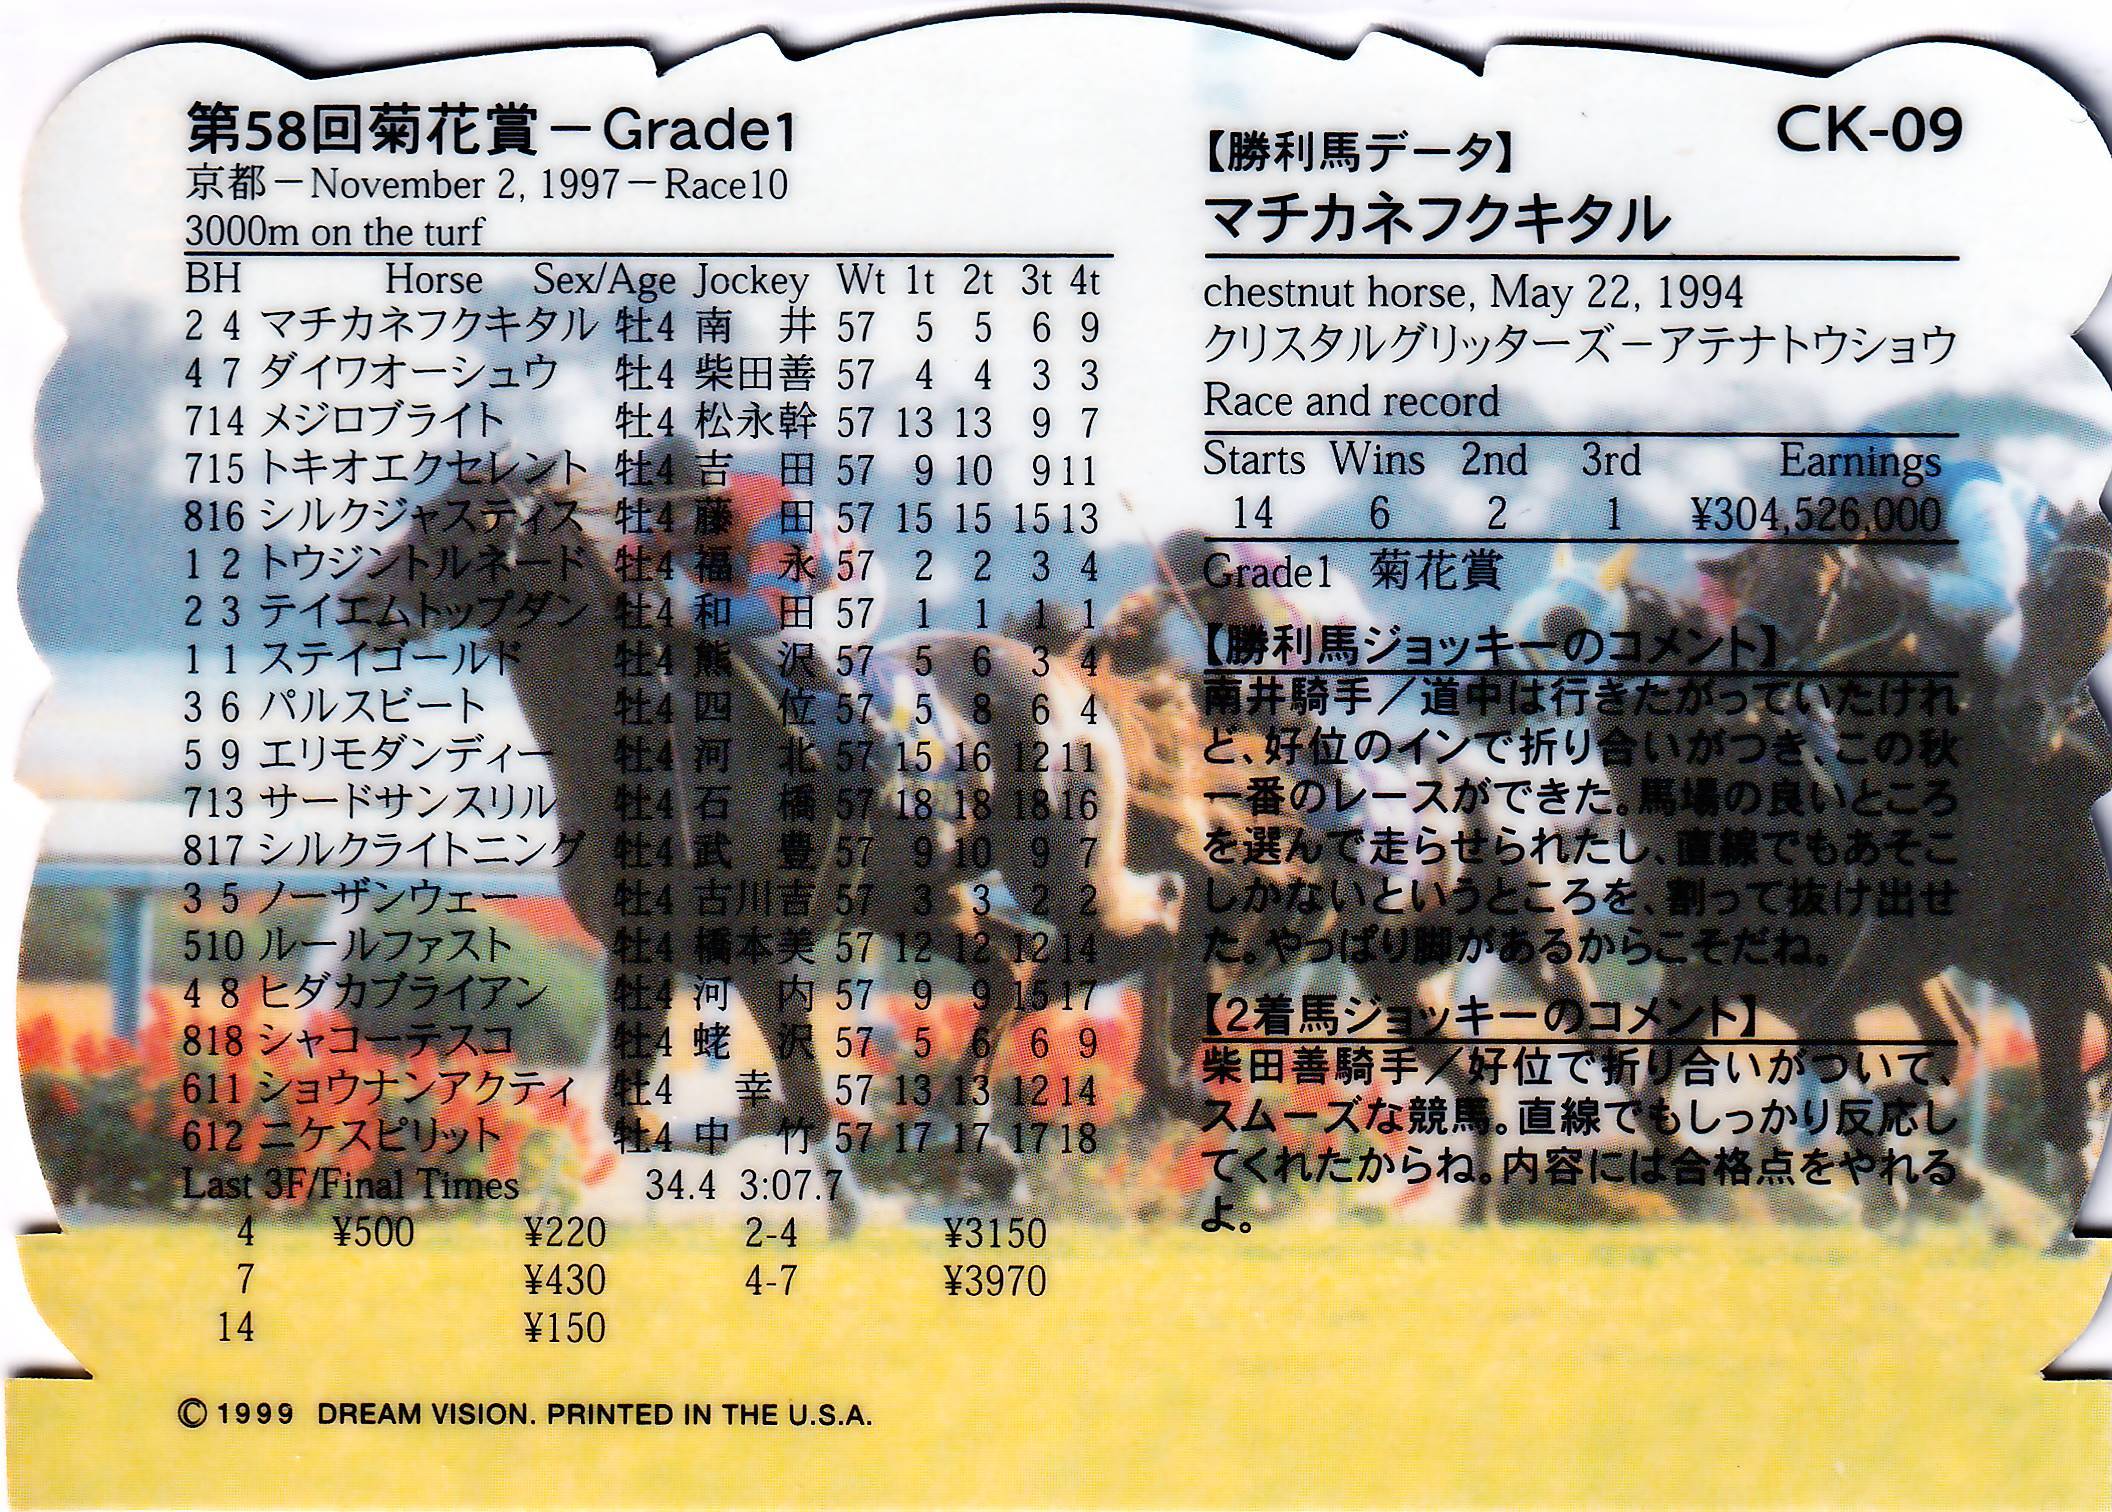 第58回菊花賞－Grade1
京都－November 2, 1997－Race10
3000m on the turf
BH Horse Sex/Age Jockey Wt 1t 2t 3t 4t
2 4 マチカネフクキタル 牡4 南 井 57 5 5 6 9
4 7 ダイワオーシュウ 牡4 柴田善 57 4 4 3 3
714 メジロブライト 牡4 松永幹 57 13 13 9 7
715 トキオエクセレント 牡4 吉 田 57 9 10 9 11
816 シルクジャスティス 牡4 藤 田 57 15 15 15 13
1 2 トウジントルネード 牡4 福 永 57 2 2 3 4
2 3 テイエムトップダン 牡4 和 田 57 1 1 1 1
1 1 ステイゴールド 牡4 熊 沢 57 5 6 3 4
3 6 パルスビート 牡4 四 位 57 5 8 6 4
5 9 エリモダンディー 牡4 河 北 57 15 16 12 11
713 サードサンスリル 牡4 石 橋 57 18 18 18 16
817 シルクライトニング 牡4 武 豊 57 9 10 9 7
3 5 ノーザンウェー 牡4 古川吉 57 3 3 2 2
510 ルールファスト 牡4 橋本美 57 12 12 12 14
4 8 ヒダカブライアン 牡4 河 内 57 9 9 15 17
818 シャコーテスコ 牡4 蛯 沢 57 5 6 6 9
611 ショウナンアクティ 牡4 幸 57 13 13 12 14
612 ニケスピリット 牡4 中 竹 57 17 17 17 18
Last 3F/Final Times 34.4 3:07.7
4 ¥500 ¥220 2-4 ¥3150
7 ¥430 4-7 ¥3970
14 ¥150
© 1999 DREAM VISION. PRINTED IN THE U.S.A.
CK-09
【勝利馬データ】
マチカネフクキタル
chestnut horse, May 22, 1994
クリスタルグリッターズ－アテナトウショウ
Race and record
Starts Wins 2nd 3rd Earnings
14 6 2 1 ¥304,526,000
Grade1 菊花賞
【勝利馬ジョッキーのコメント】
南井騎手／道中は行きたがっていたけれ
ど、好位のインで折り合いがつき、この秋
一番のレースができた。馬場の良いところ
を選んで走らせられたし、直線でもあそこ
しかないというところを、割って抜け出せ
た。やっぱり脚があるからこそだね。
【2着馬ジョッキーのコメント】
柴田善騎手／好位で折り合いがついて、
スムーズな競馬。直線でもしっかり反応し
てくれたからね。内容には合格点をやれる
よ。